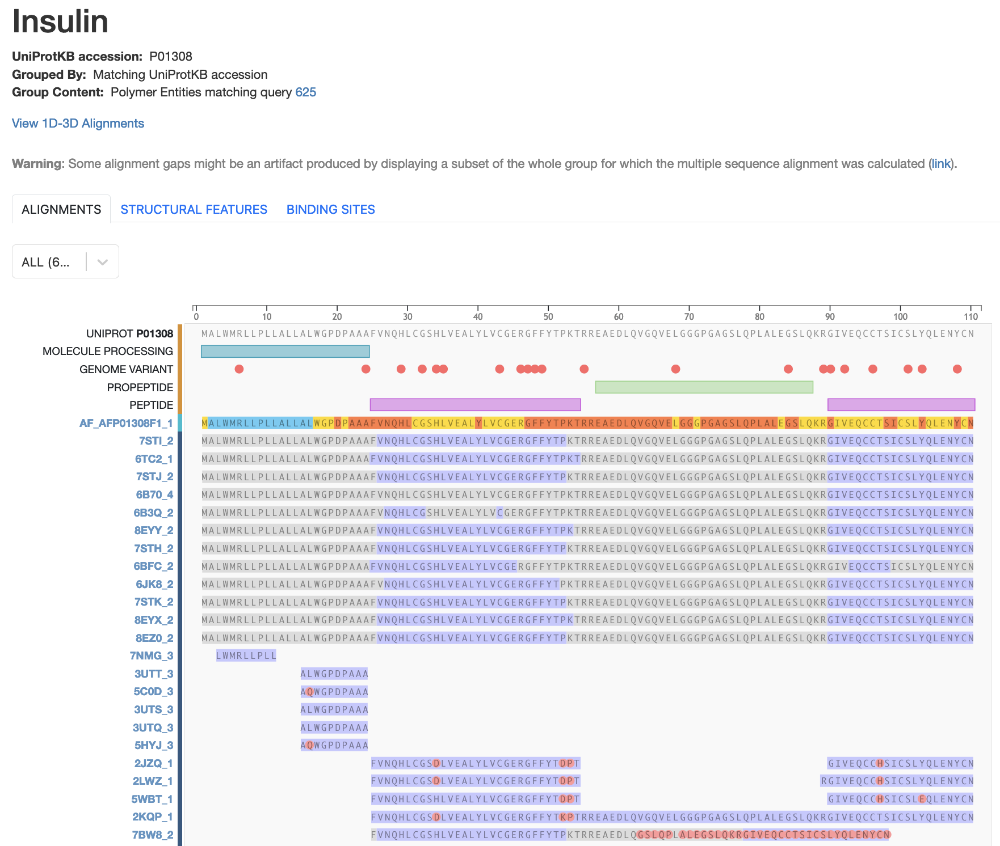 Insulin
UniProtKB accession: P01308
Grouped By: Matching UniProtKB accession
Group Content: Polymer Entities matching query 625
View 1D-3D Alignments
Warning: Some alignment gaps might be an artifact produced by displaying a subset of the whole group for which the multiple sequence alignment was calculated (link).
ALIGNMENTS STRUCTURAL FEATURES BINDING SITES
ALL (6...
0 10 20 30 40 50 60 70 80 90 100 110
UNIPROT P01308 MALWMRLLPLLALLALWGPDPAAAFVNQHLCGSHLVEALYLVCGERGFFYTPKTRREAEDLQVGQVELGGGPGAGSLQPLALEGSLQKRGIVEQCCTSICSLYQLENYCN
MOLECULE PROCESSING
GENOME VARIANT
PROPEPTIDE
PEPTIDE
AF_AFP01308F1_1 MALWMRLLPLLALLALWGPDPAAAFVNQHLCGSHLVEALYLVCGERGFFYTPKTRREAEDLQVGQVELGGGPGAGSLQPLALEGSLQKRGIVEQCCTSICSLYQLENYCN
7STI_2 MALWMRLLPLLALLALWGPDPAAAFVNQHLCGSHLVEALYLVCGERGFFYTPKTRREAEDLQVGQVELGGGPGAGSLQPLALEGSLQKRGIVEQCCTSICSLYQLENYCN
6TC2_1 MALWMRLLPLLALLALWGPDPAAAFVNQHLCGSHLVEALYLVCGERGFFYTPKTRREAEDLQVGQVELGGGPGAGSLQPLALEGSLQKRGIVEQCCTSICSLYQLENYCN
7STJ_2 MALWMRLLPLLALLALWGPDPAAAFVNQHLCGSHLVEALYLVCGERGFFYTPKTRREAEDLQVGQVELGGGPGAGSLQPLALEGSLQKRGIVEQCCTSICSLYQLENYCN
6B70_4 MALWMRLLPLLALLALWGPDPAAAFVNQHLCGSHLVEALYLVCGERGFFYTPKTRREAEDLQVGQVELGGGPGAGSLQPLALEGSLQKRGIVEQCCTSICSLYQLENYCN
6B3Q_2 MALWMRLLPLLALLALWGPDPAAAFVNQHLCGSHLVEALYLVCGERGFFYTPKTRREAEDLQVGQVELGGGPGAGSLQPLALEGSLQKRGIVEQCCTSICSLYQLENYCN
8EYY_2 MALWMRLLPLLALLALWGPDPAAAFVNQHLCGSHLVEALYLVCGERGFFYTPKTRREAEDLQVGQVELGGGPGAGSLQPLALEGSLQKRGIVEQCCTSICSLYQLENYCN
7STH_2 MALWMRLLPLLALLALWGPDPAAAFVNQHLCGSHLVEALYLVCGERGFFYTPKTRREAEDLQVGQVELGGGPGAGSLQPLALEGSLQKRGIVEQCCTSICSLYQLENYCN
6BFC_2 MALWMRLLPLLALLALWGPDPAAAFVNQHLCGSHLVEALYLVCGERGFFYTPKTRREAEDLQVGQVELGGGPGAGSLQPLALEGSLQKRGIVEQCCTSICSLYQLENYCN
6JK8_2 MALWMRLLPLLALLALWGPDPAAAFVNQHLCGSHLVEALYLVCGERGFFYTPKTRREAEDLQVGQVELGGGPGAGSLQPLALEGSLQKRGIVEQCCTSICSLYQLENYCN
7STK_2 MALWMRLLPLLALLALWGPDPAAAFVNQHLCGSHLVEALYLVCGERGFFYTPKTRREAEDLQVGQVELGGGPGAGSLQPLALEGSLQKRGIVEQCCTSICSLYQLENYCN
8EYX_2 MALWMRLLPLLALLALWGPDPAAAFVNQHLCGSHLVEALYLVCGERGFFYTPKTRREAEDLQVGQVELGGGPGAGSLQPLALEGSLQKRGIVEQCCTSICSLYQLENYCN
8EZ0_2 MALWMRLLPLLALLALWGPDPAAAFVNQHLCGSHLVEALYLVCGERGFFYTPKTRREAEDLQVGQVELGGGPGAGSLQPLALEGSLQKRGIVEQCCTSICSLYQLENYCN
7NMG_3 LWMRLLPLL
3UTT_3 ALWGPDPAAA
5C0D_3 AQWGPDPAAA
3UTS_3 ALWGPDPAAA
3UTQ_3 ALWGPDPAAA
5HYJ_3 AQWGPDPAAA
2JZQ_1 FVNQHLCGSDLVEALYLVCGERGFFYTDPT GIVEQCCHSICSLYQLENYCN
2LWZ_1 FVNQHLCGSDLVEALYLVCGERGFFYTDPT RGIVEQCCHSICSLYQLENYCN
5WBT_1 FVNQHLCGSHLVEALYLVCGERGFFYTDPT GIVEQCCHSICSLEQLENYCN
2KQP_1 FVNQHLCGSDLVEALYLVCGERGFFYTKPTRREAEDLQVGQVELGGGPGAGSLQPLALEGSLQKRGIVEQCCTSICSLYQLENYCN
7BW8_2 FVNQHLCGSHLVEALYLVCGERGFFYTPKTRREAEDLQGSLQPLALEGSLQKRGIVEQCCTSICSLYQLENYCN